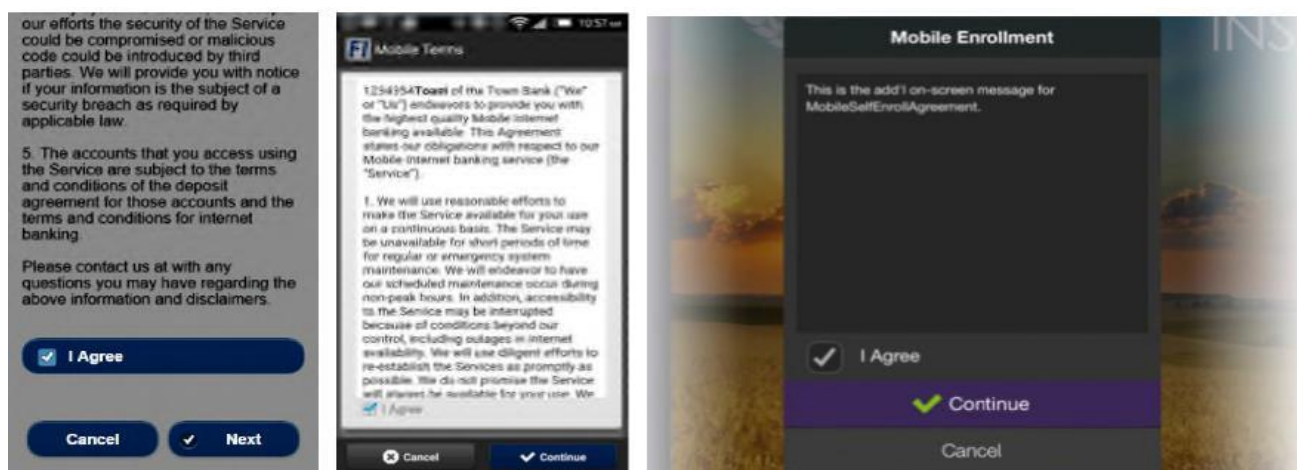 our efforts the security of the Service
could be compromised or malicious
code could be introduced by third
parties. We will provide you with notice
if your information is the subject of a
security breach as required by
applicable law.
5. The accounts that you access using
the Service are subject to the terms
and conditions of the deposit
agreement for those accounts and the
terms and conditions for internet
banking.
Please contact us at with any
questions you may have regarding the
above information and disclaimers.
I Agree
Cancel
Next
10:57 AM
FI Mobile Terms
1234354Toast of the Town Bank ("We"
or "Us") endeavors to provide you with
the highest quality Mobile Internet
banking available. This Agreement
states our obligations with respect to our
Mobile Internet banking service (the
"Service").
1. We will use reasonable efforts to
make the Service available for your use
on a continuous basis. The Service may
be unavailable for short periods of time
for regular or emergency system
maintenance. We will endeavor to have
our scheduled maintenance occur during
non-peak hours. In addition, accessibility
to the Service may be interrupted
because of conditions beyond our
control, including outages in Internet
availability. We will use diligent efforts to
re-establish the Services as promptly as
possible. We do not promise the Service
will always be available for your use. We
I Agree
Cancel
Continue
INS
Mobile Enrollment
This is the add'l on-screen message for
MobileSelfEnrollAgreement.
I Agree
Continue
Cancel